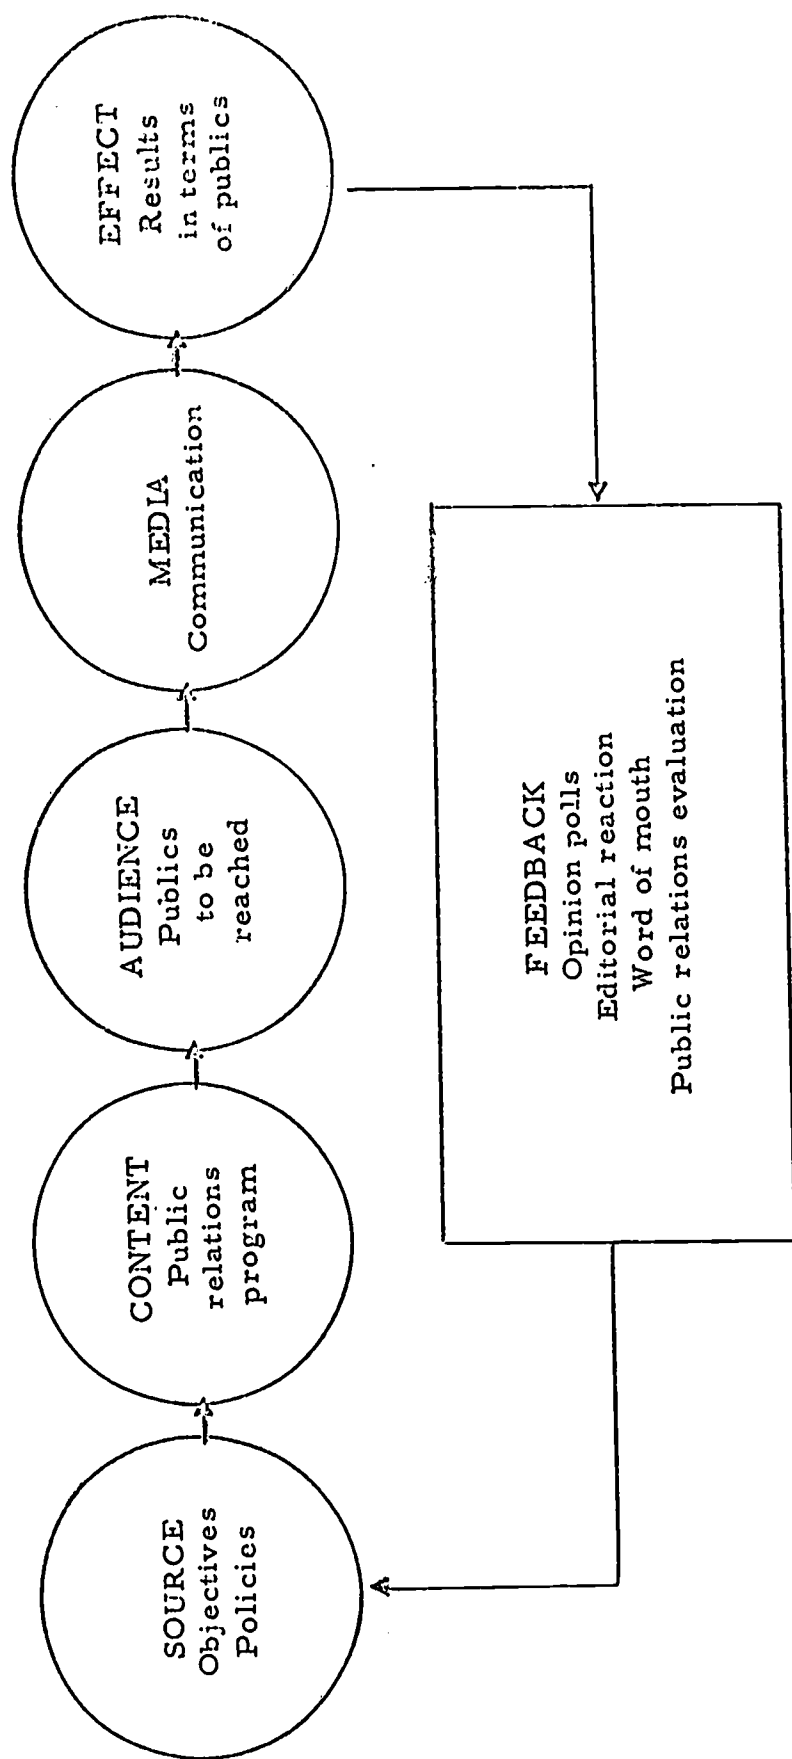 SOURCE
Objectives
Policies
CONTENT
Public
relations
program
AUDIENCE
Publics
to be
reached
MEDIA
Communication
EFFECT
Results
in terms
of publics
FEEDBACK
Opinion polls
Editorial reaction
Word of mouth
Public relations evaluation